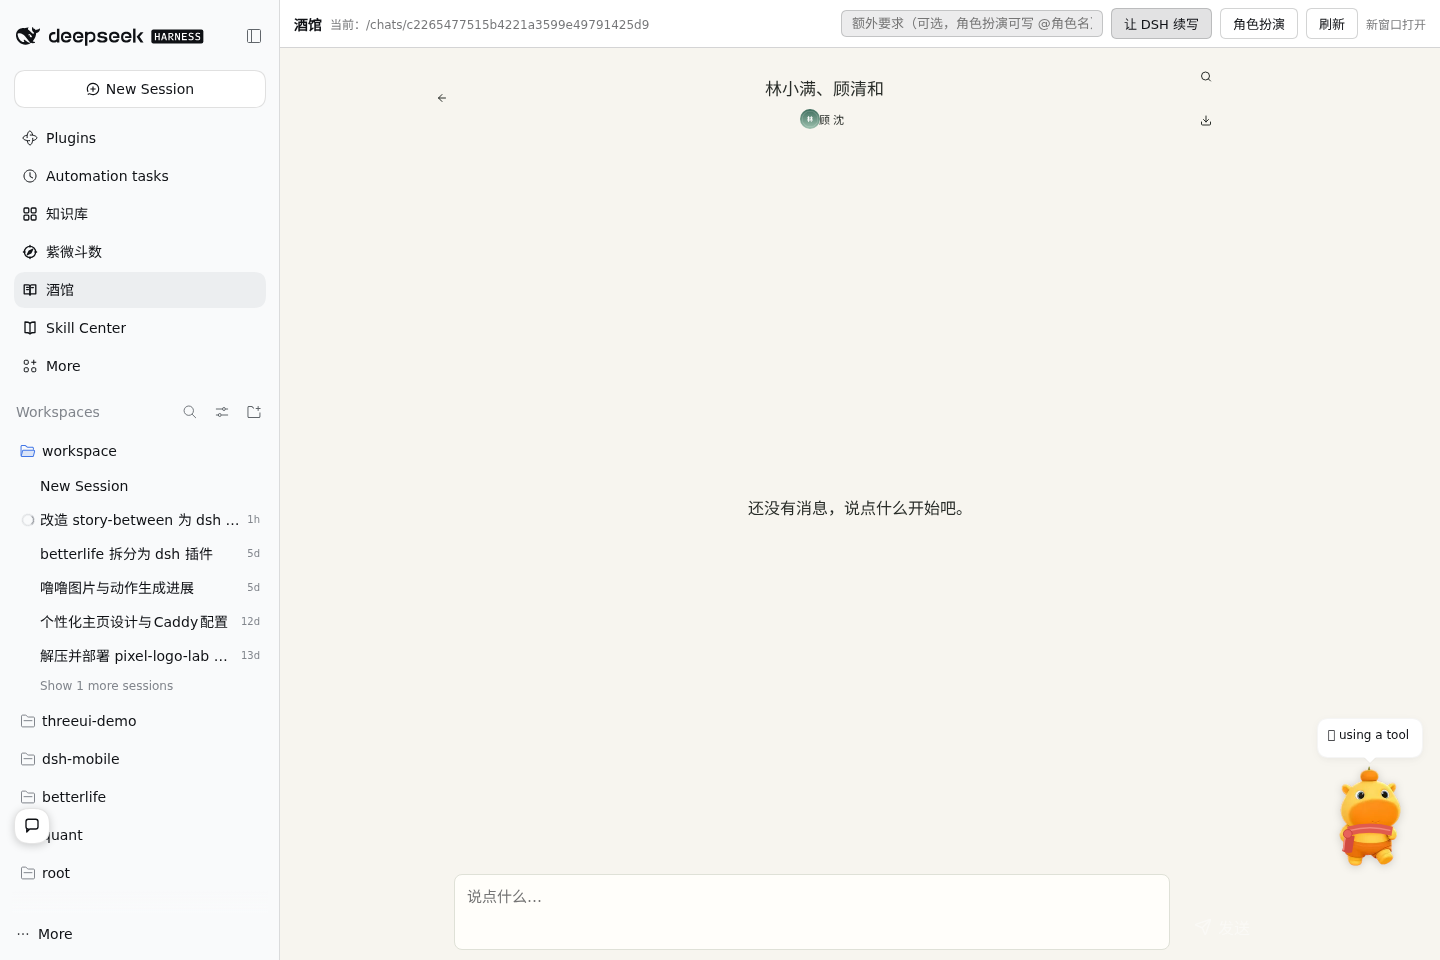 deepseek HARNESS
New Session
Plugins
Automation tasks
知识库
紫微斗数
酒馆
Skill Center
More
Workspaces
workspace
New Session
改造 story-between 为 dsh ... 1h
betterlife 拆分为 dsh 插件 5d
噜噜图片与动作生成进展 5d
个性化主页设计与Caddy配置 12d
解压并部署 pixel-logo-lab ... 13d
Show 1 more sessions
threeui-demo
dsh-mobile
betterlife
quant
root
More
酒馆 当前：/chats/c2265477515b4221a3599e49791425d9
额外要求（可选，角色扮演可写 @角色名
让 DSH 续写
角色扮演
刷新
新窗口打开
林小满、顾清和
顾 沈
还没有消息，说点什么开始吧。
using a tool
说点什么...
发送